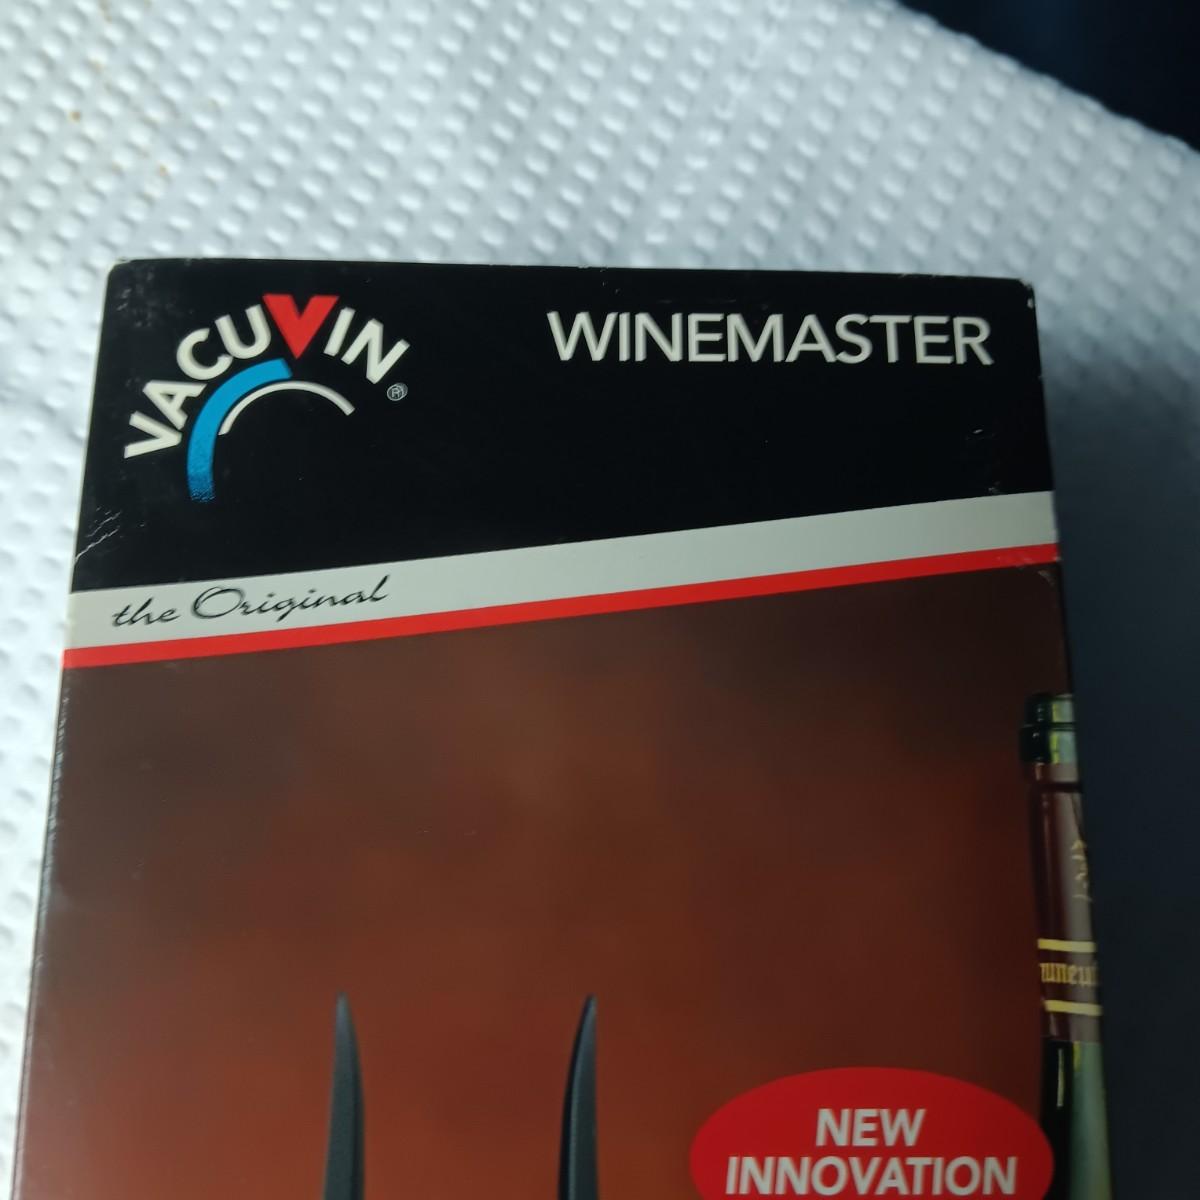 VACUVIN ®
WINEMASTER
the Original
NEW
INNOVATION